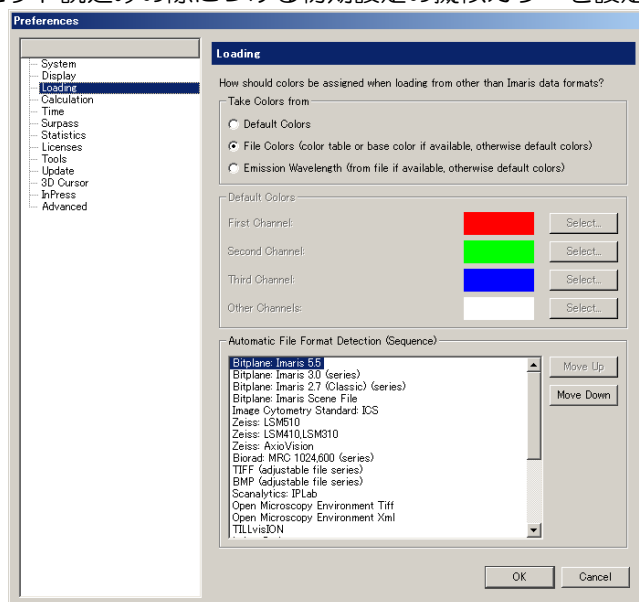 Preferences
System
Display
Loading
Calculation
Time
Surpass
Statistics
Licenses
Tools
Update
3D Cursor
InPress
Advanced
Loading
How should colors be assigned when loading from other than Imaris data formats?
Take Colors from
Default Colors
File Colors (color table or base color if available, otherwise default colors)
Emission Wavelength (from file if available, otherwise default colors)
Default Colors
First Channel: Select...
Second Channel: Select...
Third Channel: Select...
Other Channels: Select...
Automatic File Format Detection (Sequence)
Bitplane: Imaris 5.5
Bitplane: Imaris 3.0 (series)
Bitplane: Imaris 2.7 (Classic) (series)
Bitplane: Imaris Scene File
Image Cytometry Standard: ICS
Zeiss: LSM510
Zeiss: LSM410,LSM310
Zeiss: AxioVision
Biorad: MRC 1024,600 (series)
TIFF (adjustable file series)
BMP (adjustable file series)
Scanalytics: IPLab
Open Microscopy Environment Tiff
Open Microscopy Environment Xml
TILLvisION
Move Up
Move Down
OK Cancel